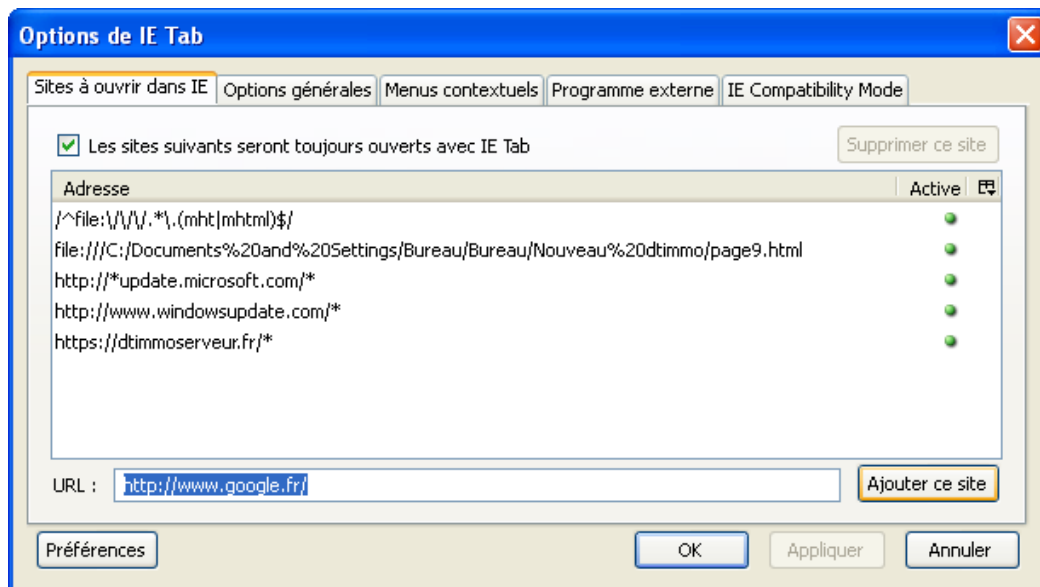 Options de IE Tab
Sites à ouvrir dans IE Options générales Menus contextuels Programme externe IE Compatibility Mode
Les sites suivants seront toujours ouverts avec IE Tab Supprimer ce site
Adresse Active
/^file:\/\/\/.*\.(mht|mhtml)$/
file:///C:/Documents%20and%20Settings/Bureau/Bureau/Nouveau%20dtimmo/page9.html
http://*update.microsoft.com/*
http://www.windowsupdate.com/*
https://dtimmoserveur.fr/*
URL : http://www.google.fr/ Ajouter ce site
Préférences OK Appliquer Annuler